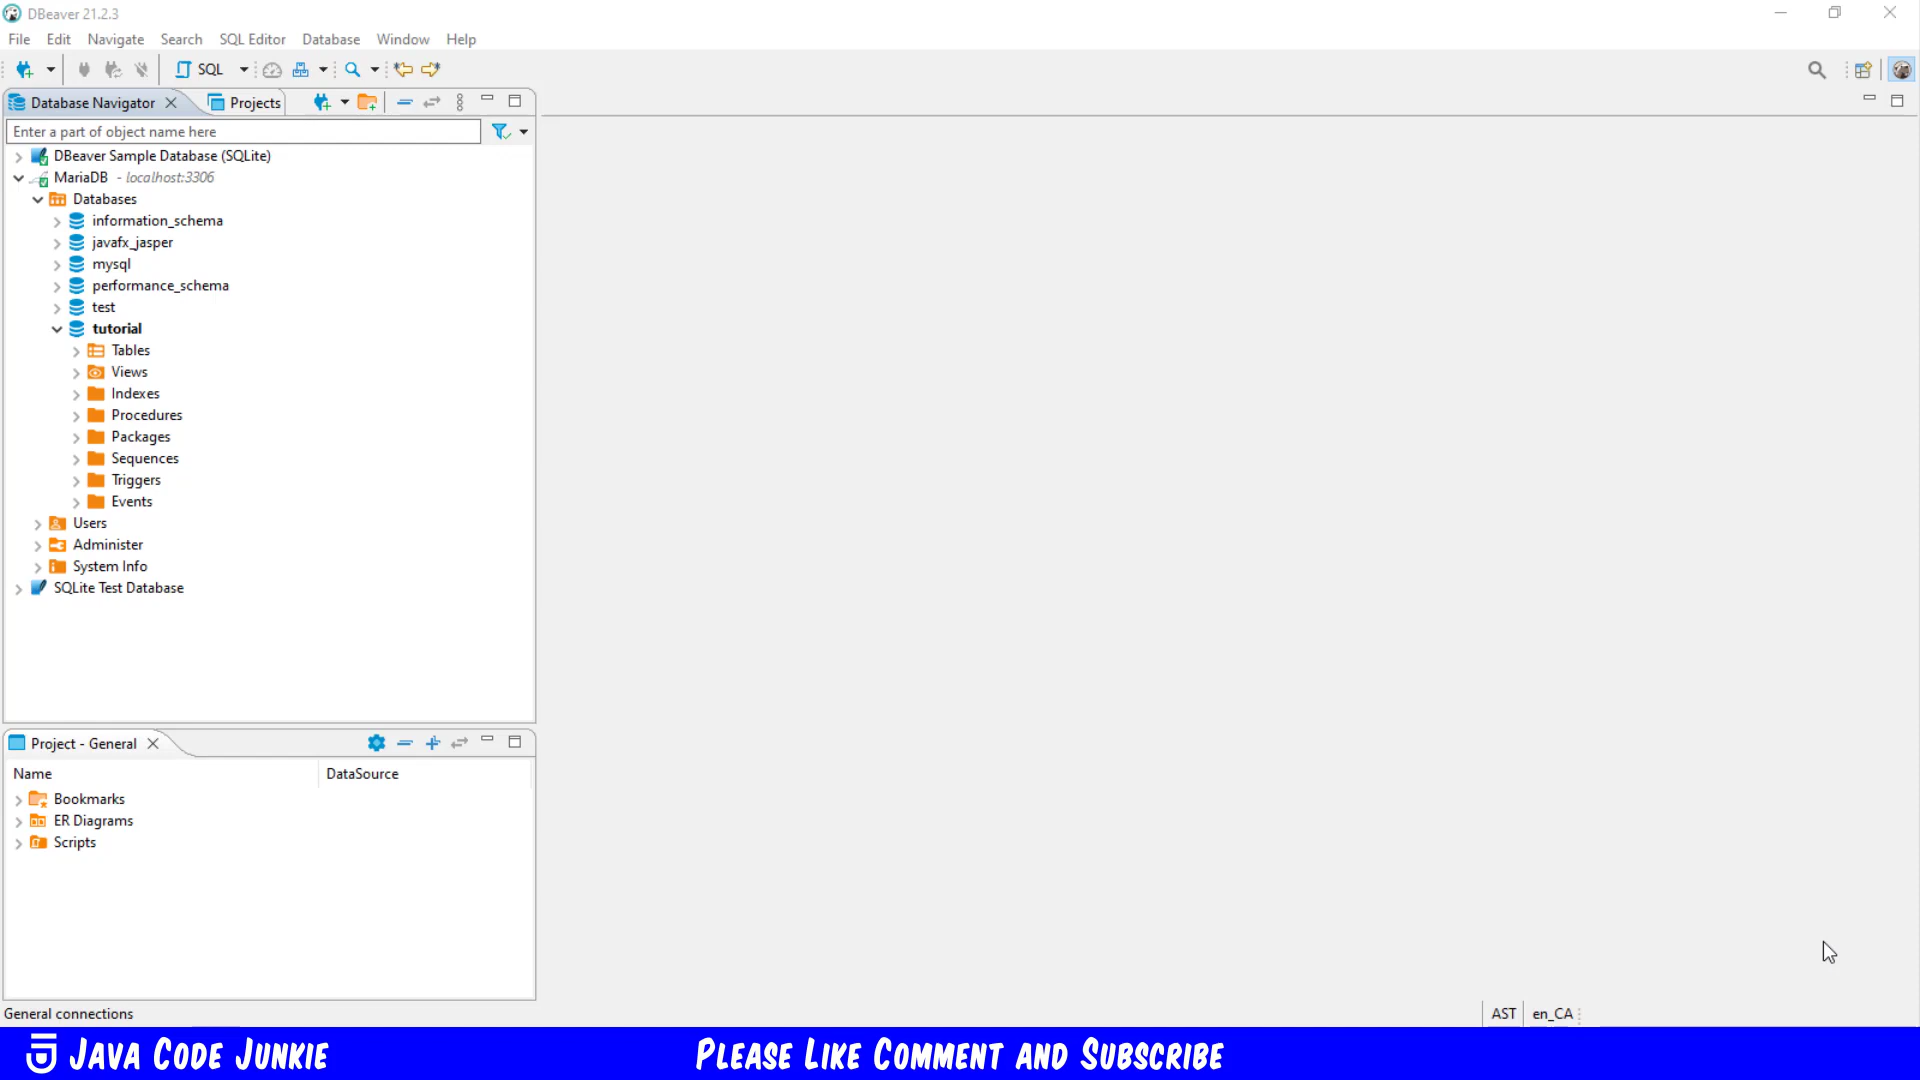 DBeaver 21.2.3
File Edit Navigate Search SQL Editor Database Window Help
SQL
Database Navigator Projects
Enter a part of object name here
DBeaver Sample Database (SQLite)
MariaDB - localhost:3306
Databases
information_schema
javafx_jasper
mysql
performance_schema
test
tutorial
Tables
Views
Indexes
Procedures
Packages
Sequences
Triggers
Events
Users
Administer
System Info
SQLite Test Database
Project - General
Name DataSource
Bookmarks
ER Diagrams
Scripts
General connections AST en_CA
JAVA CODE JUNKIE PLEASE LIKE COMMENT AND SUBSCRIBE